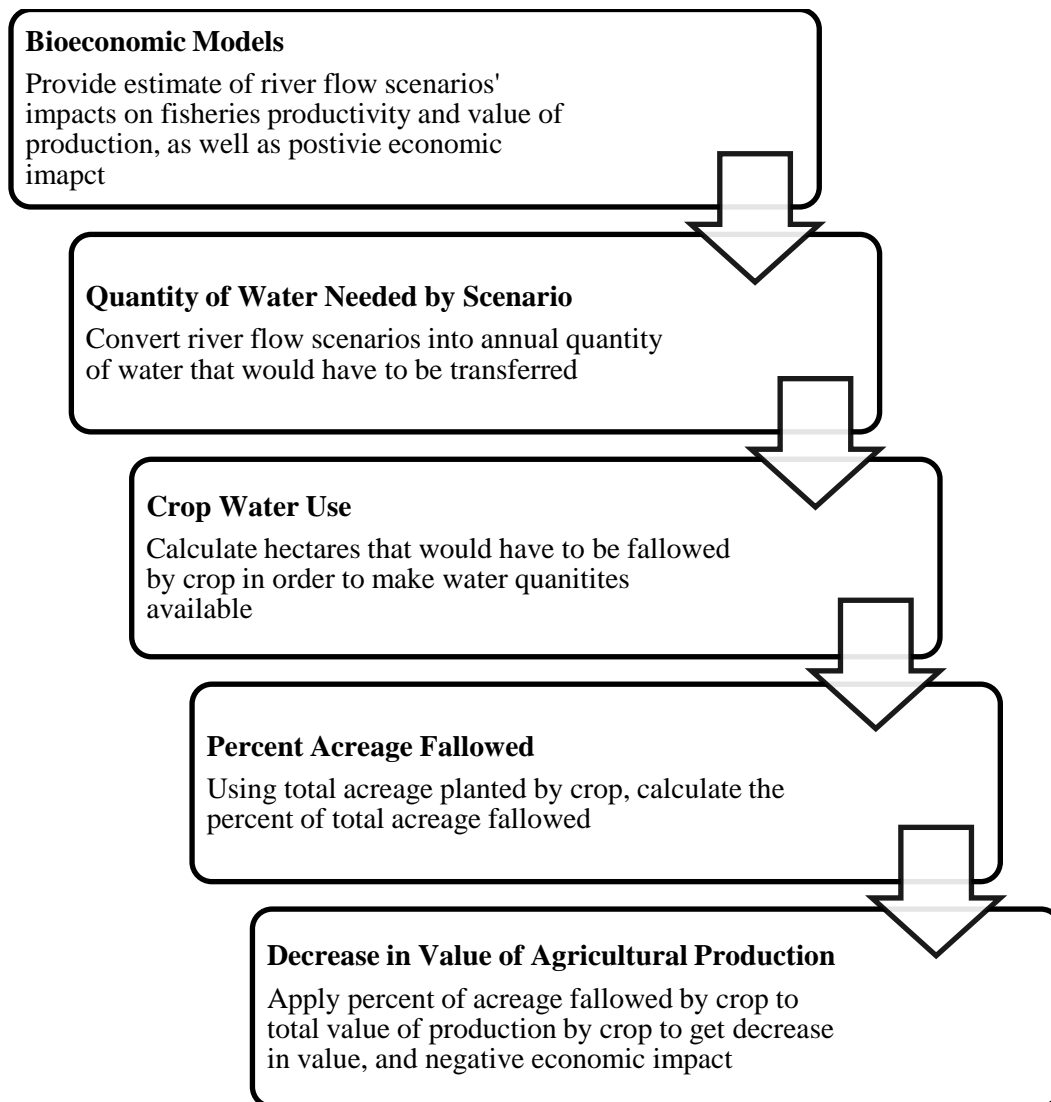 Bioeconomic Models
Provide estimate of river flow scenarios'
impacts on fisheries productivity and value of
production, as well as postivie economic
imapct
Quantity of Water Needed by Scenario
Convert river flow scenarios into annual quantity
of water that would have to be transferred
Crop Water Use
Calculate hectares that would have to be fallowed
by crop in order to make water quanitites
available
Percent Acreage Fallowed
Using total acreage planted by crop, calculate the
percent of total acreage fallowed
Decrease in Value of Agricultural Production
Apply percent of acreage fallowed by crop to
total value of production by crop to get decrease
in value, and negative economic impact